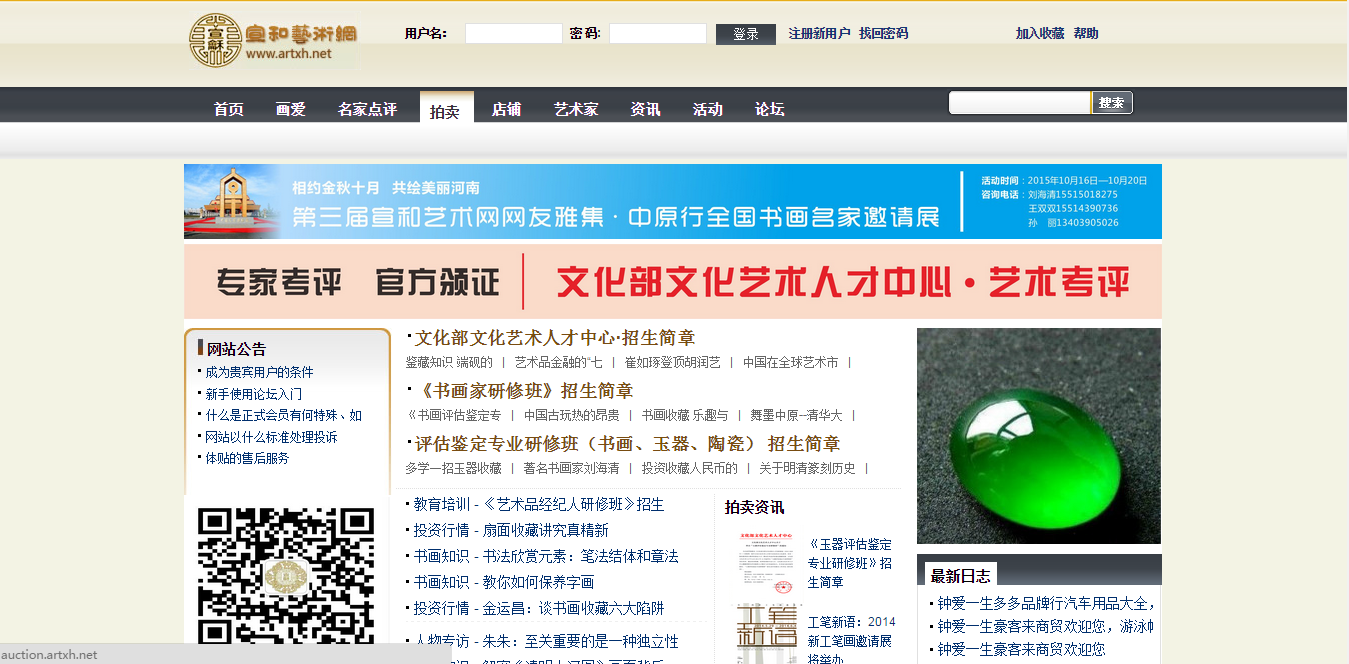 宣和藝術網
www.artxh.net
用户名: 密码: 登录 注册新用户 找回密码 加入收藏 帮助
首页 画爱 名家点评 拍卖 店铺 艺术家 资讯 活动 论坛 搜索
相约金秋十月 共绘美丽河南
第三届宣和艺术网网友雅集·中原行全国书画名家邀请展
活动时间:2015年10月16日—10月20日
咨询电话:刘海清15515018275
王双双15514390736
孙 丽13403905026
专家考评 官方颁证 文化部文化艺术人才中心·艺术考评
网站公告
成为贵宾用户的条件
新手使用论坛入门
什么是正式会员有何特殊、如
网站以什么标准处理投诉
体贴的售后服务
·文化部文化艺术人才中心·招生简章
鉴藏知识 端砚的 | 艺术品金融的“七 | 崔如琢登顶胡润艺 | 中国在全球艺术市 |
·《书画家研修班》招生简章
《书画评估鉴定专 | 中国古玩热的昂贵 | 书画收藏 乐趣与 | 舞墨中原--清华大 |
·评估鉴定专业研修班（书画、玉器、陶瓷） 招生简章
多学一招玉器收藏 | 著名书画家刘海清 | 投资收藏人民币的 | 关于明清篆刻历史 |
教育培训 - 《艺术品经纪人研修班》招生
投资行情 - 扇面收藏讲究真精新
书画知识 - 书法欣赏元素：笔法结体和章法
书画知识 - 教你如何保养字画
投资行情 - 金运昌：谈书画收藏六大陷阱
人物专访 - 朱朱：至关重要的是一种独立性
拍卖资讯
《玉器评估鉴定
专业研修班》招
生简章
工笔
新语
工笔新语：2014
新工笔画邀请展
将举办
最新日志
钟爱一生多多品牌行汽车用品大全，
钟爱一生豪客来商贸欢迎您，游泳帅
钟爱一生豪客来商贸欢迎您
auction.artxh.net